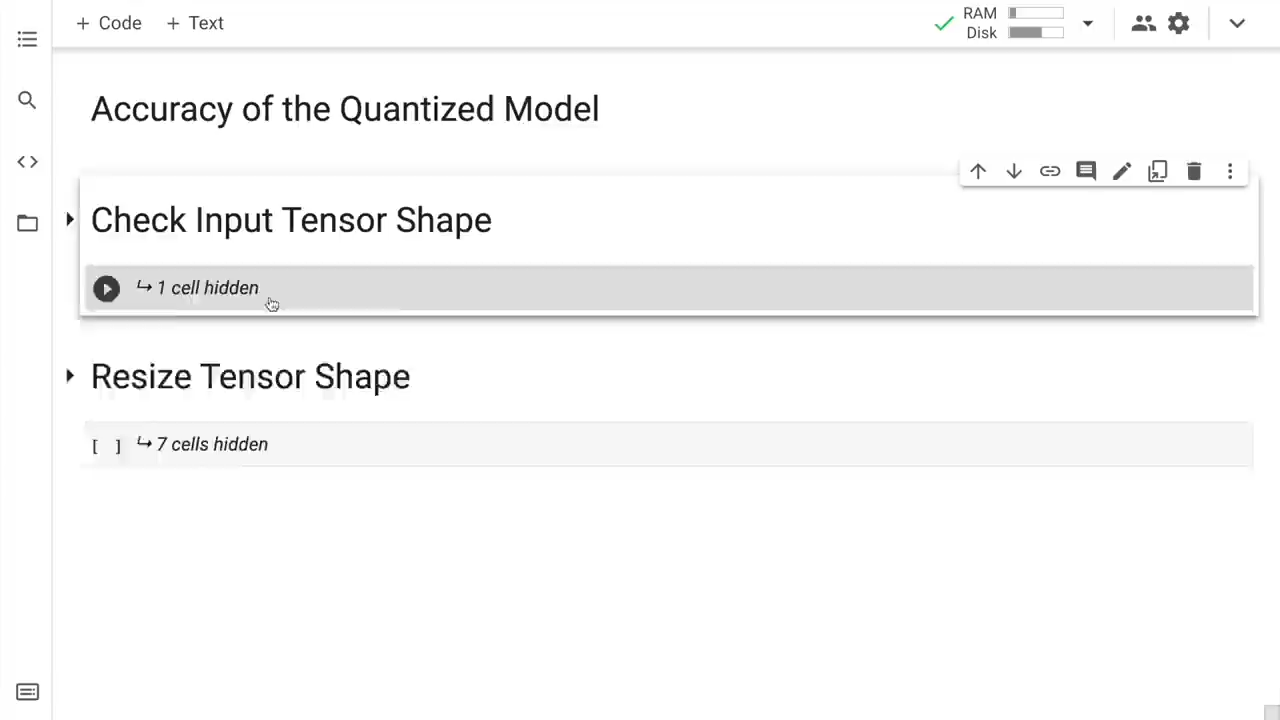 + Code + Text
RAM
Disk
Accuracy of the Quantized Model
Check Input Tensor Shape
1 cell hidden
Resize Tensor Shape
[ ] 7 cells hidden